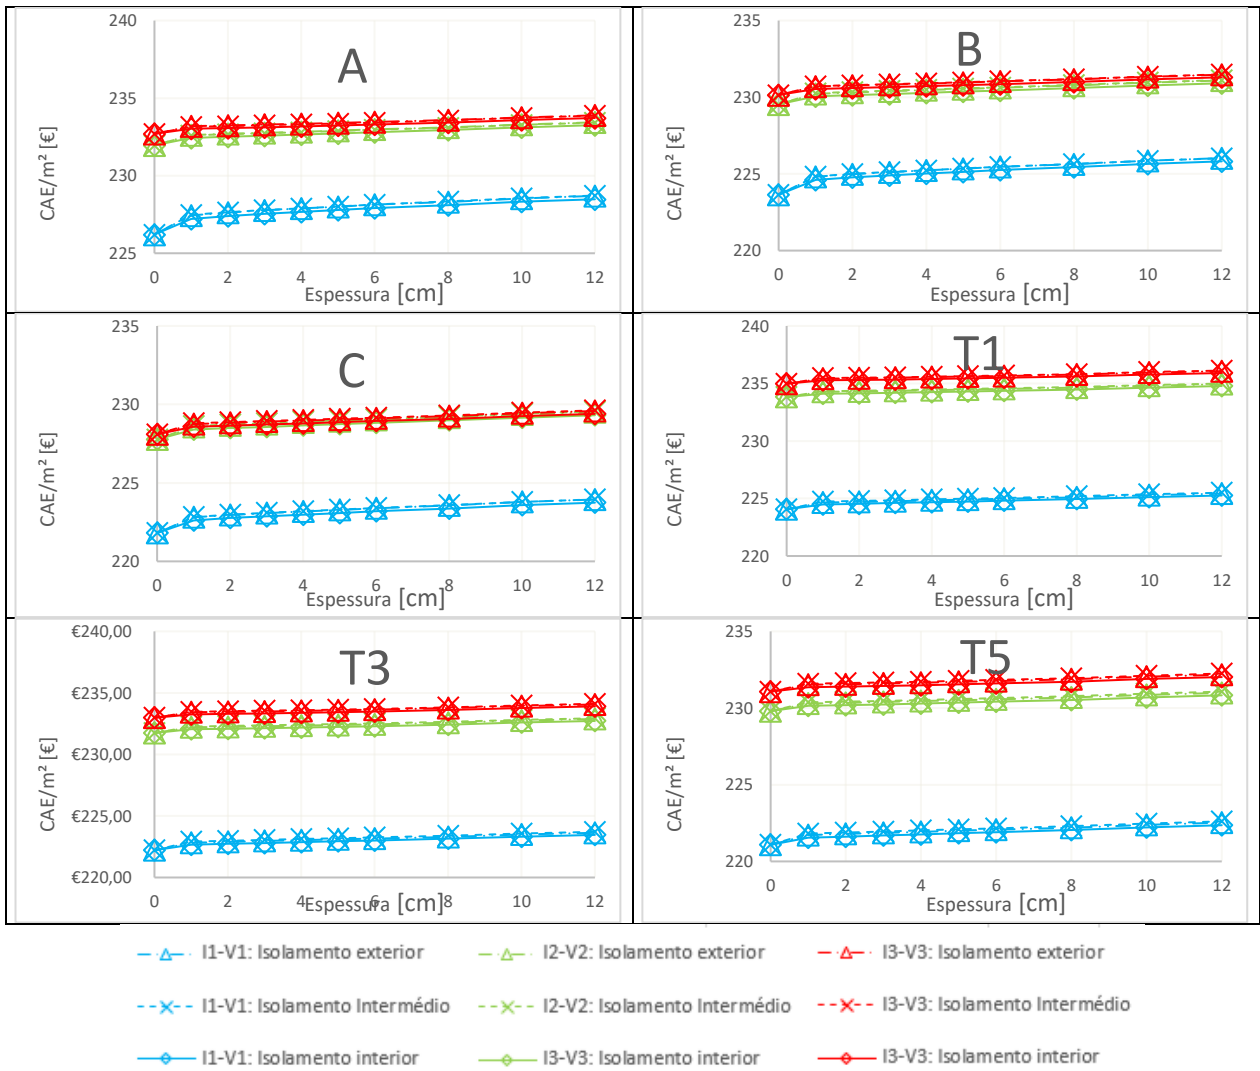 A
CAE/m² [€]
240
235
230
225
0 2 4 6 8 10 12
Espessura [cm]
B
CAE/m² [€]
235
230
225
220
0 2 4 6 8 10 12
Espessura [cm]
C
CAE/m² [€]
235
230
225
220
0 2 4 6 8 10 12
Espessura [cm]
T1
CAE/m² [€]
240
235
230
225
220
0 2 4 6 8 10 12
Espessura [cm]
T3
CAE/m² [€]
€240,00
€235,00
€230,00
€225,00
€220,00
0 2 4 6 8 10 12
Espessura [cm]
T5
CAE/m² [€]
235
230
225
220
0 2 4 6 8 10 12
Espessura [cm]
I1-V1: Isolamento exterior I2-V2: Isolamento exterior I3-V3: Isolamento exterior
I1-V1: Isolamento Intermédio I2-V2: Isolamento Intermédio I3-V3: Isolamento Intermédio
I1-V1: Isolamento interior I3-V3: Isolamento interior I3-V3: Isolamento interior